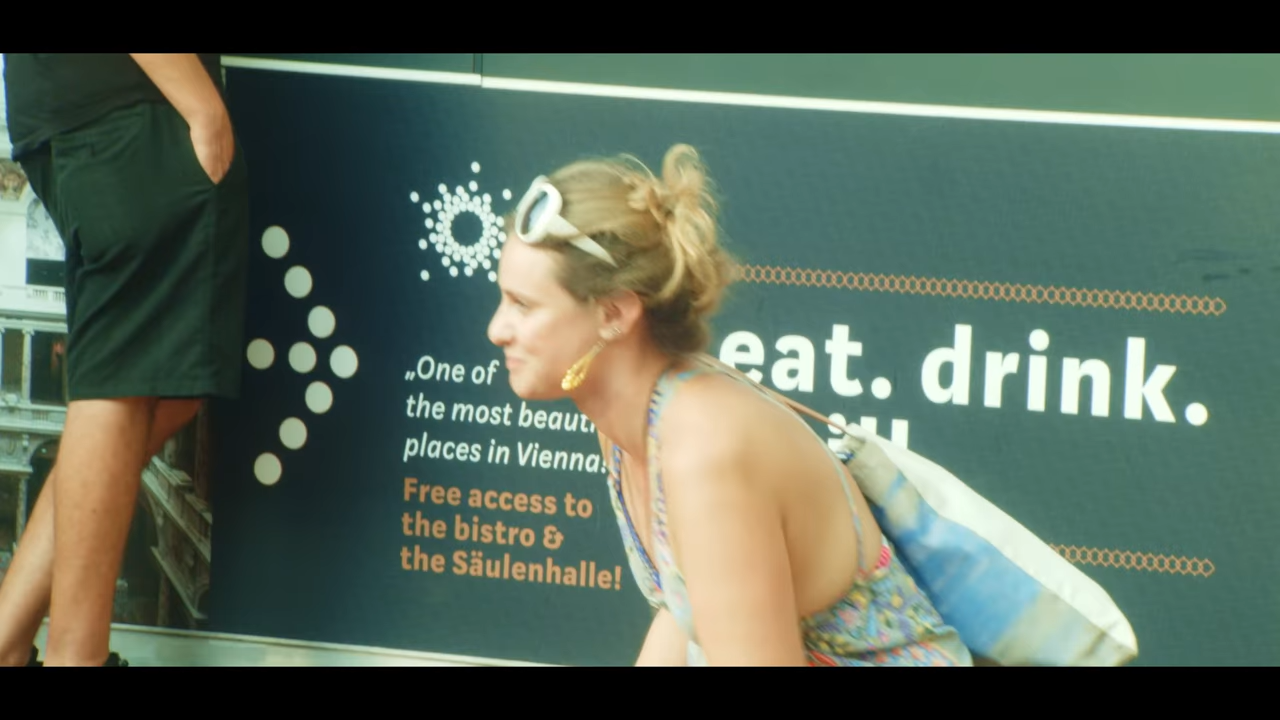 „One of
the most beauti
places in Vienna!
Free access to
the bistro &
the Säulenhalle!
eat. drink.